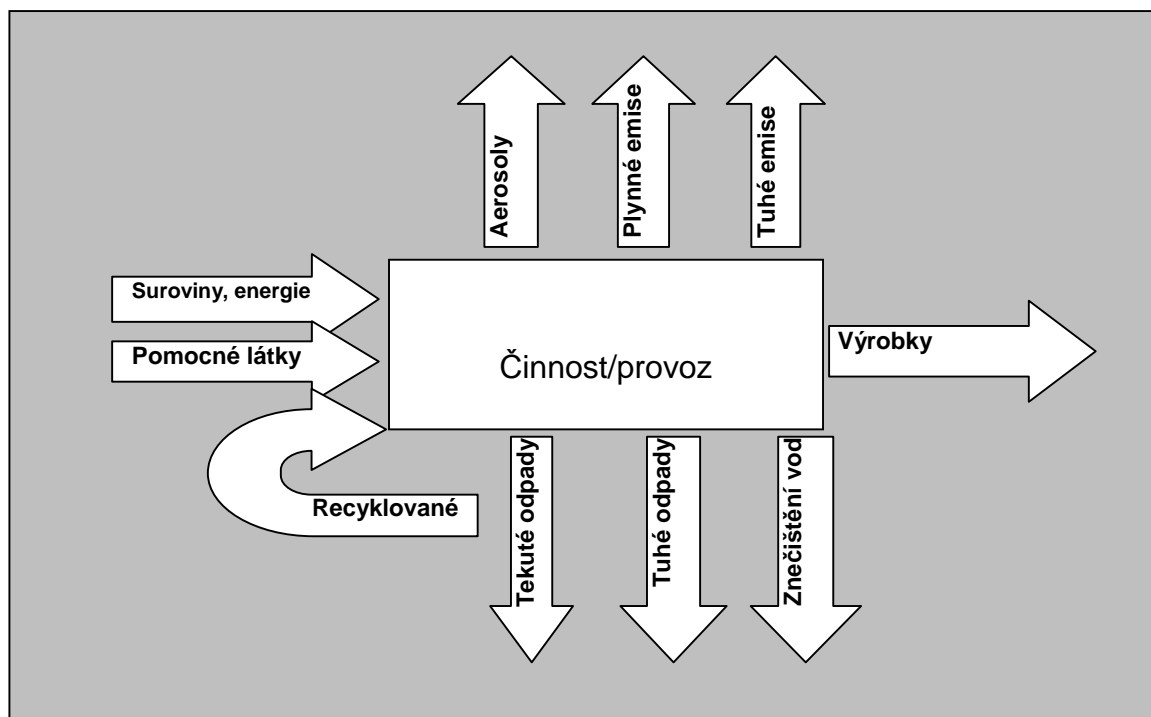 Aerosoly
Plynné emise
Tuhé emise
Suroviny, energie
Pomocné látky
Činnost/provoz
Výrobky
Recyklované
Tekuté odpady
Tuhé odpady
Znečištění vod